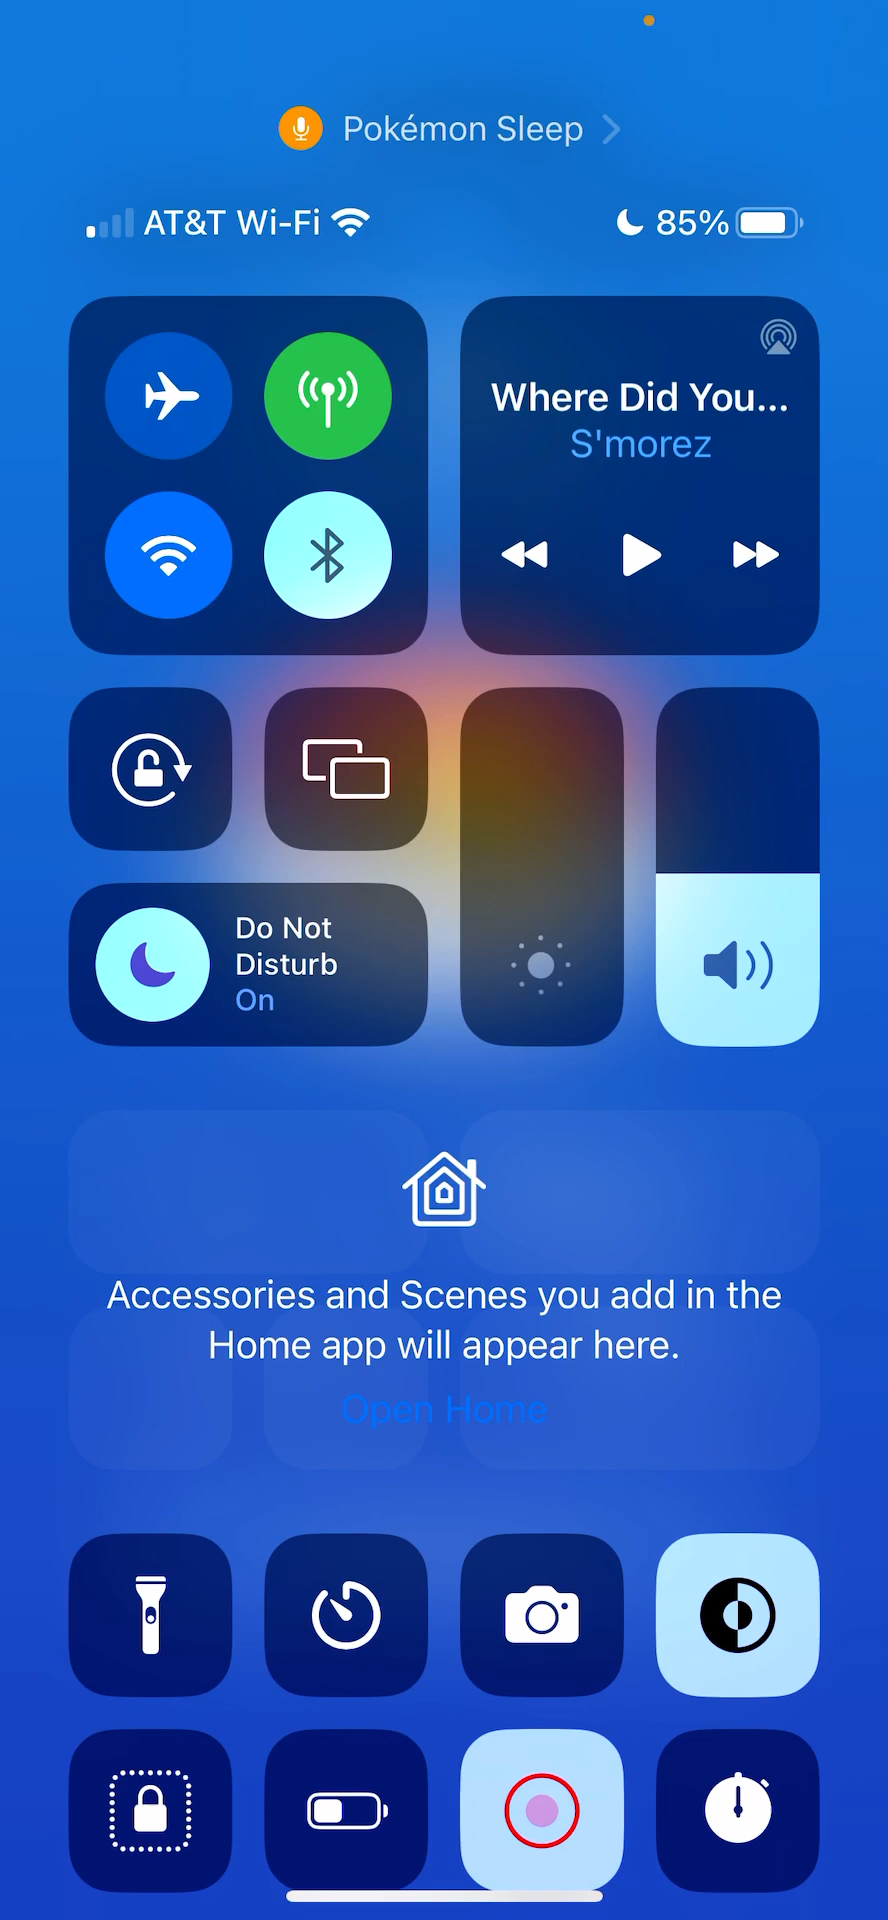 Pokémon Sleep
AT&T Wi-Fi
85%
Where Did You...
S'morez
Do Not
Disturb
On
Accessories and Scenes you add in the
Home app will appear here.
Open Home